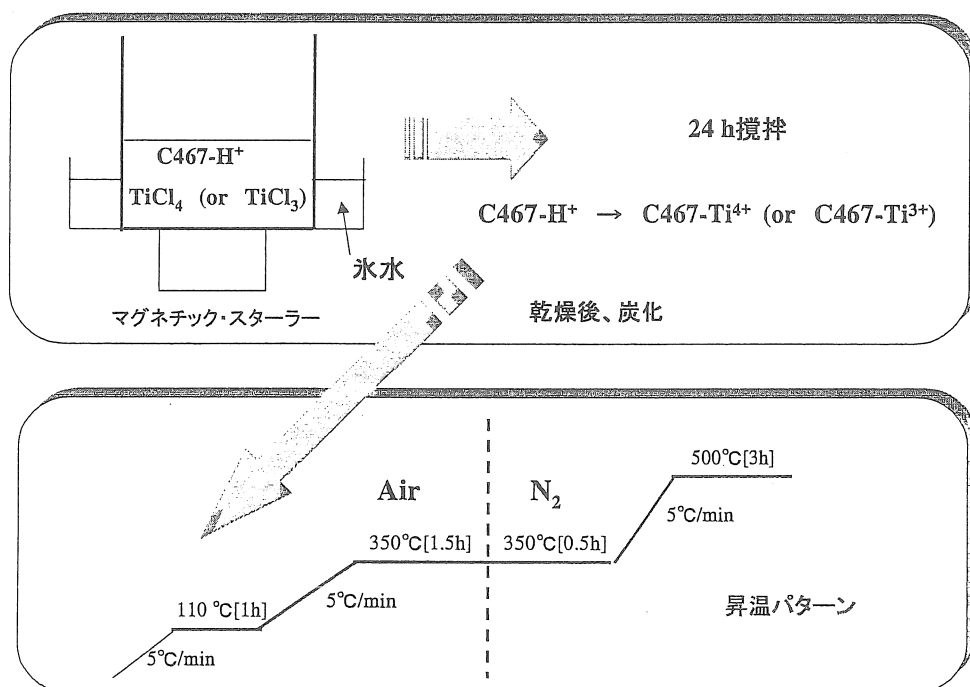 C467-H⁺
TiCl₄ (or TiCl₃)
氷水
マグネチック・スターラー
24 h攪拌
C467-H⁺ → C467-Ti⁴⁺ (or C467-Ti³⁺)
乾燥後、炭化
Air
N₂
500℃[3h]
5℃/min
350℃[1.5h]
350℃[0.5h]
5℃/min
110 ℃[1h]
5℃/min
昇温パターン